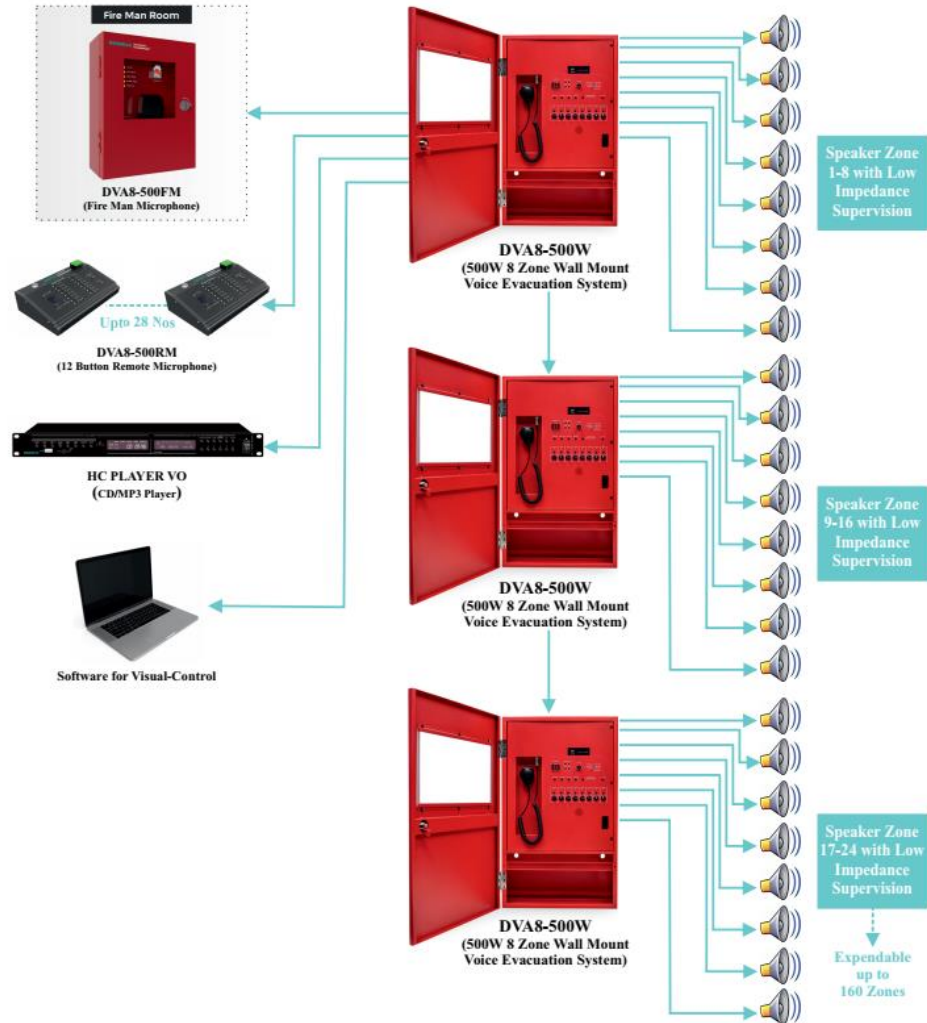 Fire Man Room
DVA8-500FM
(Fire Man Microphone)
Upto 28 Nos
DVA8-500RM
(12 Button Remote Microphone)
HC PLAYER VO
(CD/MP3 Player)
Software for Visual-Control
DVA8-500W
(500W 8 Zone Wall Mount
Voice Evacuation System)
DVA8-500W
(500W 8 Zone Wall Mount
Voice Evacuation System)
DVA8-500W
(500W 8 Zone Wall Mount
Voice Evacuation System)
Speaker Zone
1-8 with Low
Impedance
Supervision
Speaker Zone
9-16 with Low
Impedance
Supervision
Speaker Zone
17-24 with Low
Impedance
Supervision
Expendable
up to
160 Zones